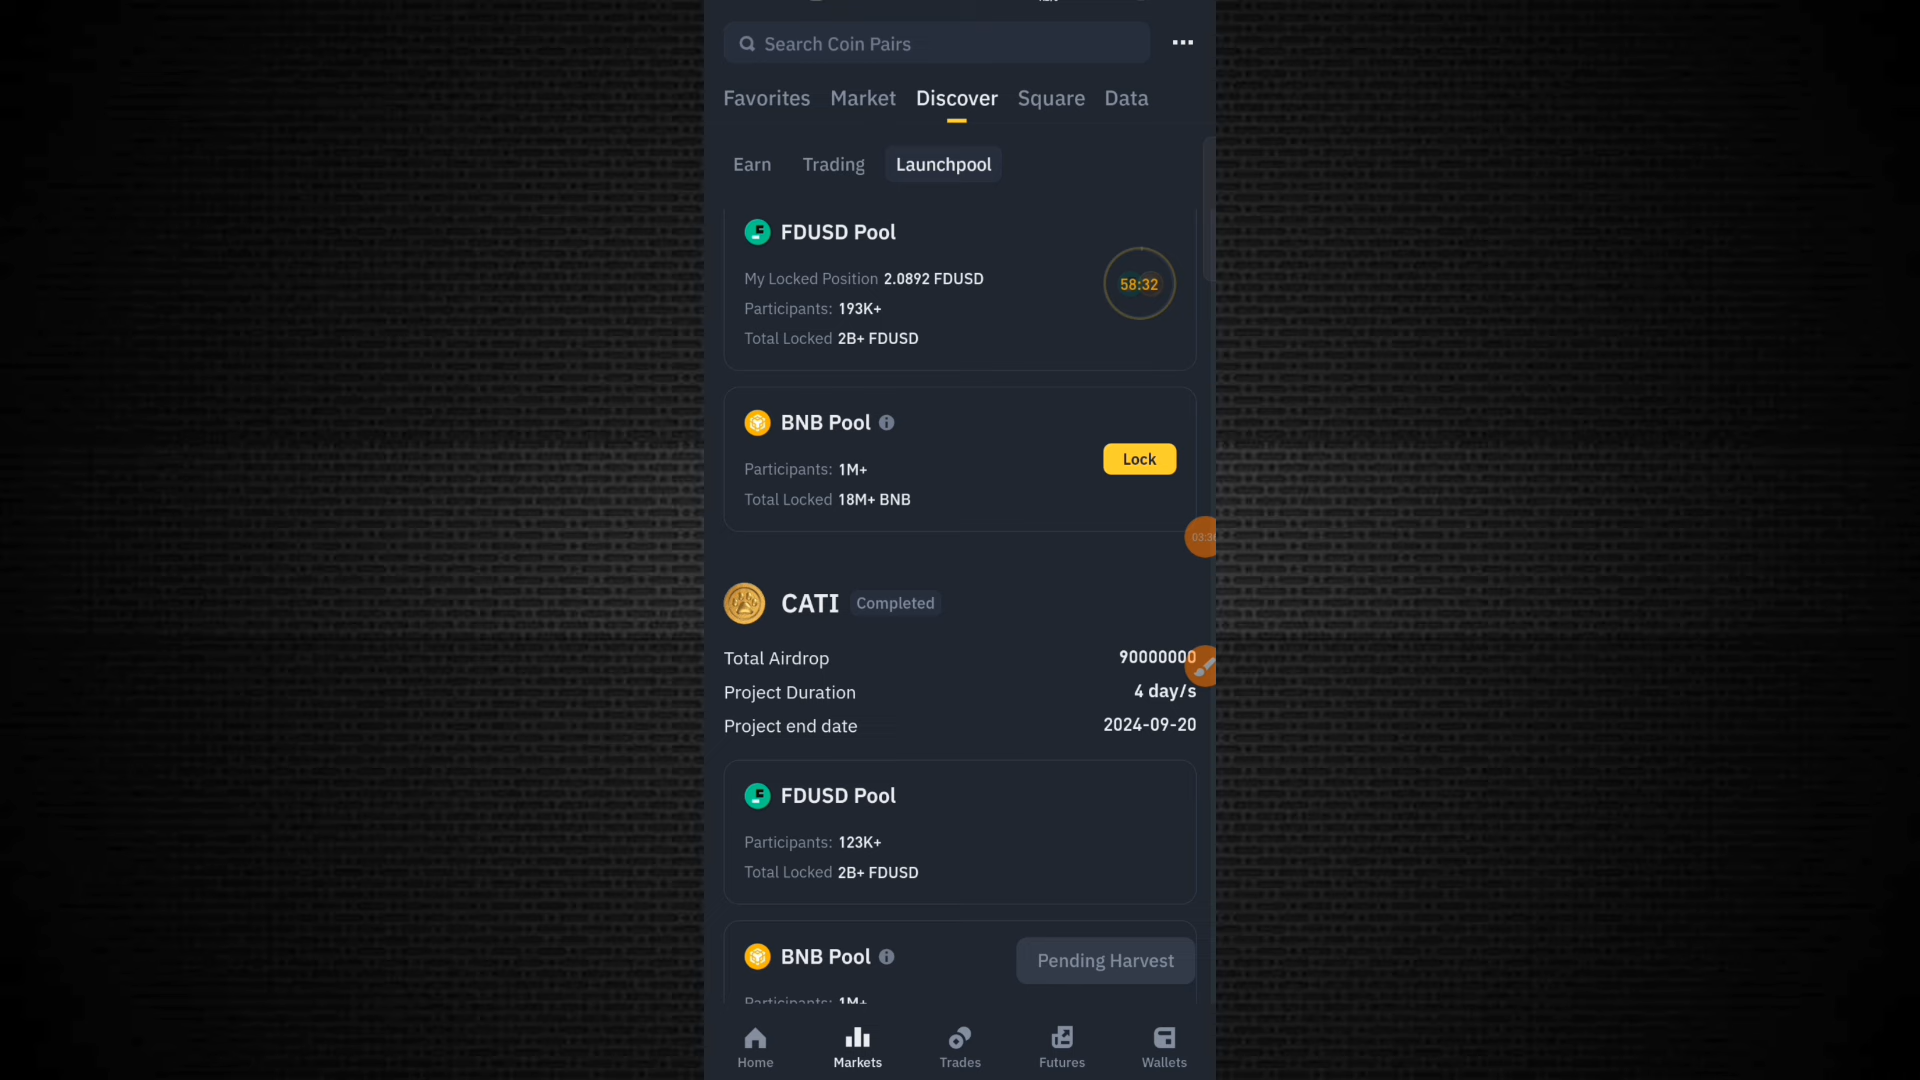 Search Coin Pairs
Favorites Market Discover Square Data
Earn Trading Launchpool
FDUSD Pool
My Locked Position 2.0892 FDUSD
58:32
Participants: 193K+
Total Locked 2B+ FDUSD
BNB Pool
Participants: 1M+
Lock
Total Locked 18M+ BNB
CATI Completed
Total Airdrop 90000000
Project Duration 4 day/s
Project end date 2024-09-20
FDUSD Pool
Participants: 123K+
Total Locked 2B+ FDUSD
BNB Pool
Pending Harvest
Participants: 1M+
Home Markets Trades Futures Wallets